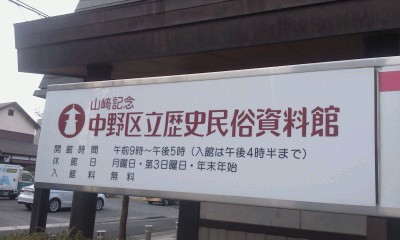 山﨑記念
中野区立歴史民俗資料館
開館時間 午前9時～午後5時（入館は午後4時半まで）
休館日 月曜日・第3日曜日・年末年始
入館料 無料